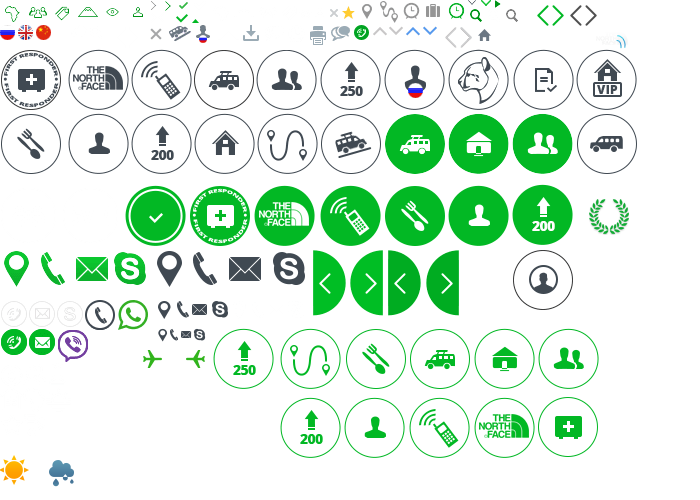 FIRST RESPONDER
FIRST RESPONDER
THE
NORTH
FACE
250
VIP
200
FIRST RESPONDER
FIRST RESPONDER
THE
NORTH
FACE
200
250
200
THE
NORTH
FACE